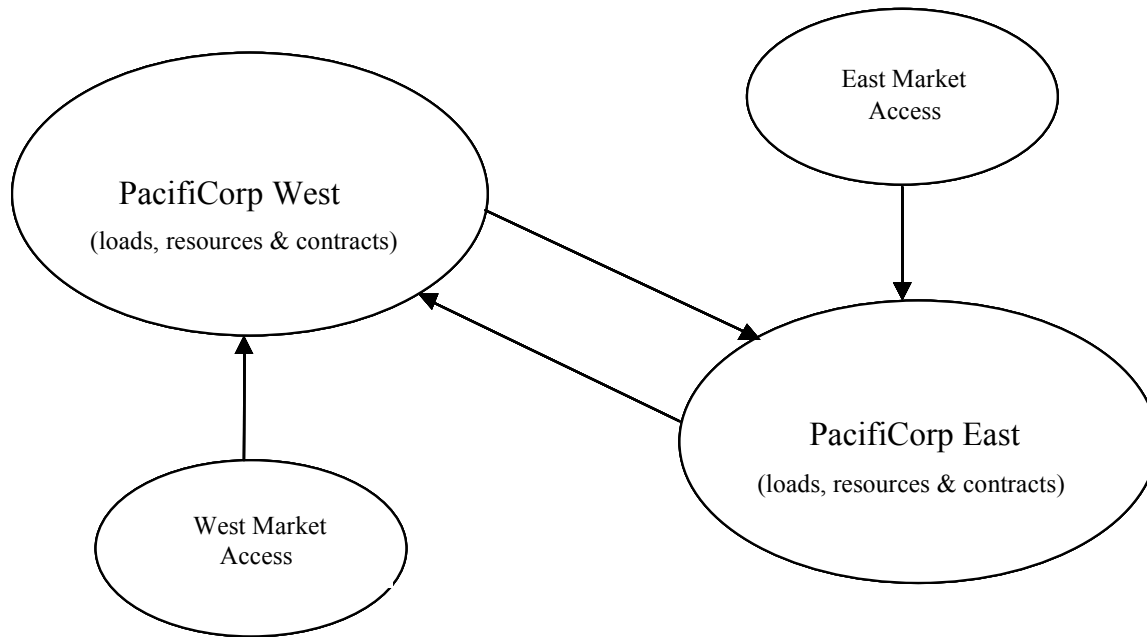 East Market
Access
PacifiCorp West
(loads, resources & contracts)
PacifiCorp East
(loads, resources & contracts)
West Market
Access